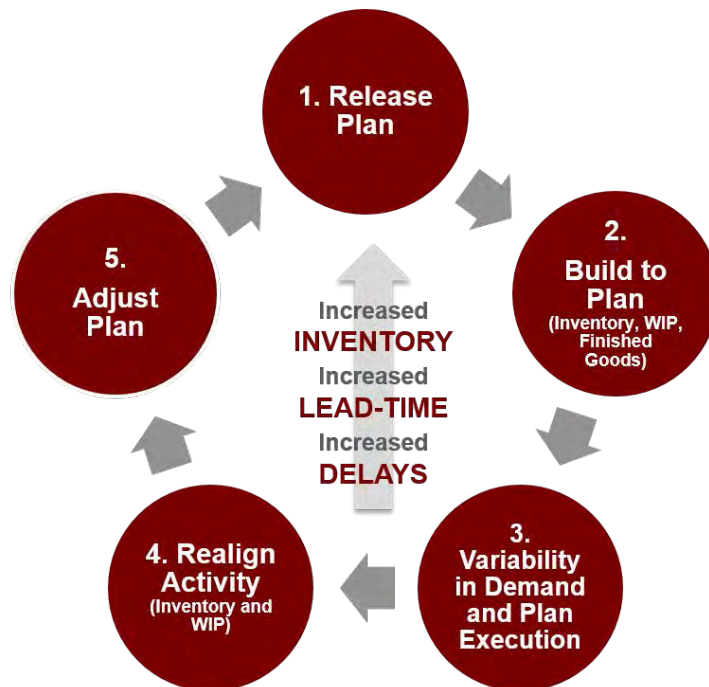 1. Release
Plan
2.
Build to
Plan
(Inventory, WIP,
Finished
Goods)
3.
Variability
in Demand
and Plan
Execution
4. Realign
Activity
(Inventory and
WIP)
5.
Adjust
Plan
Increased
INVENTORY
Increased
LEAD-TIME
Increased
DELAYS